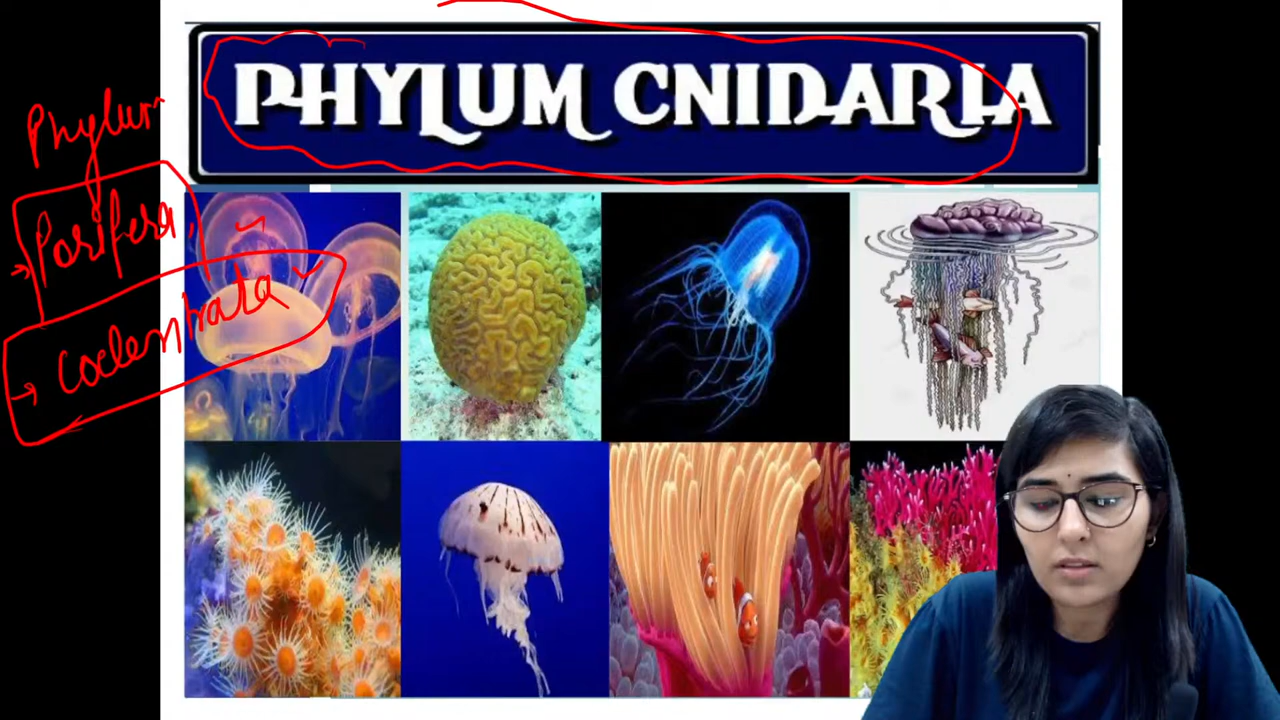 PHYLUM CNIDARIA
Phylum
→ Porifera,
→ Coelentrata